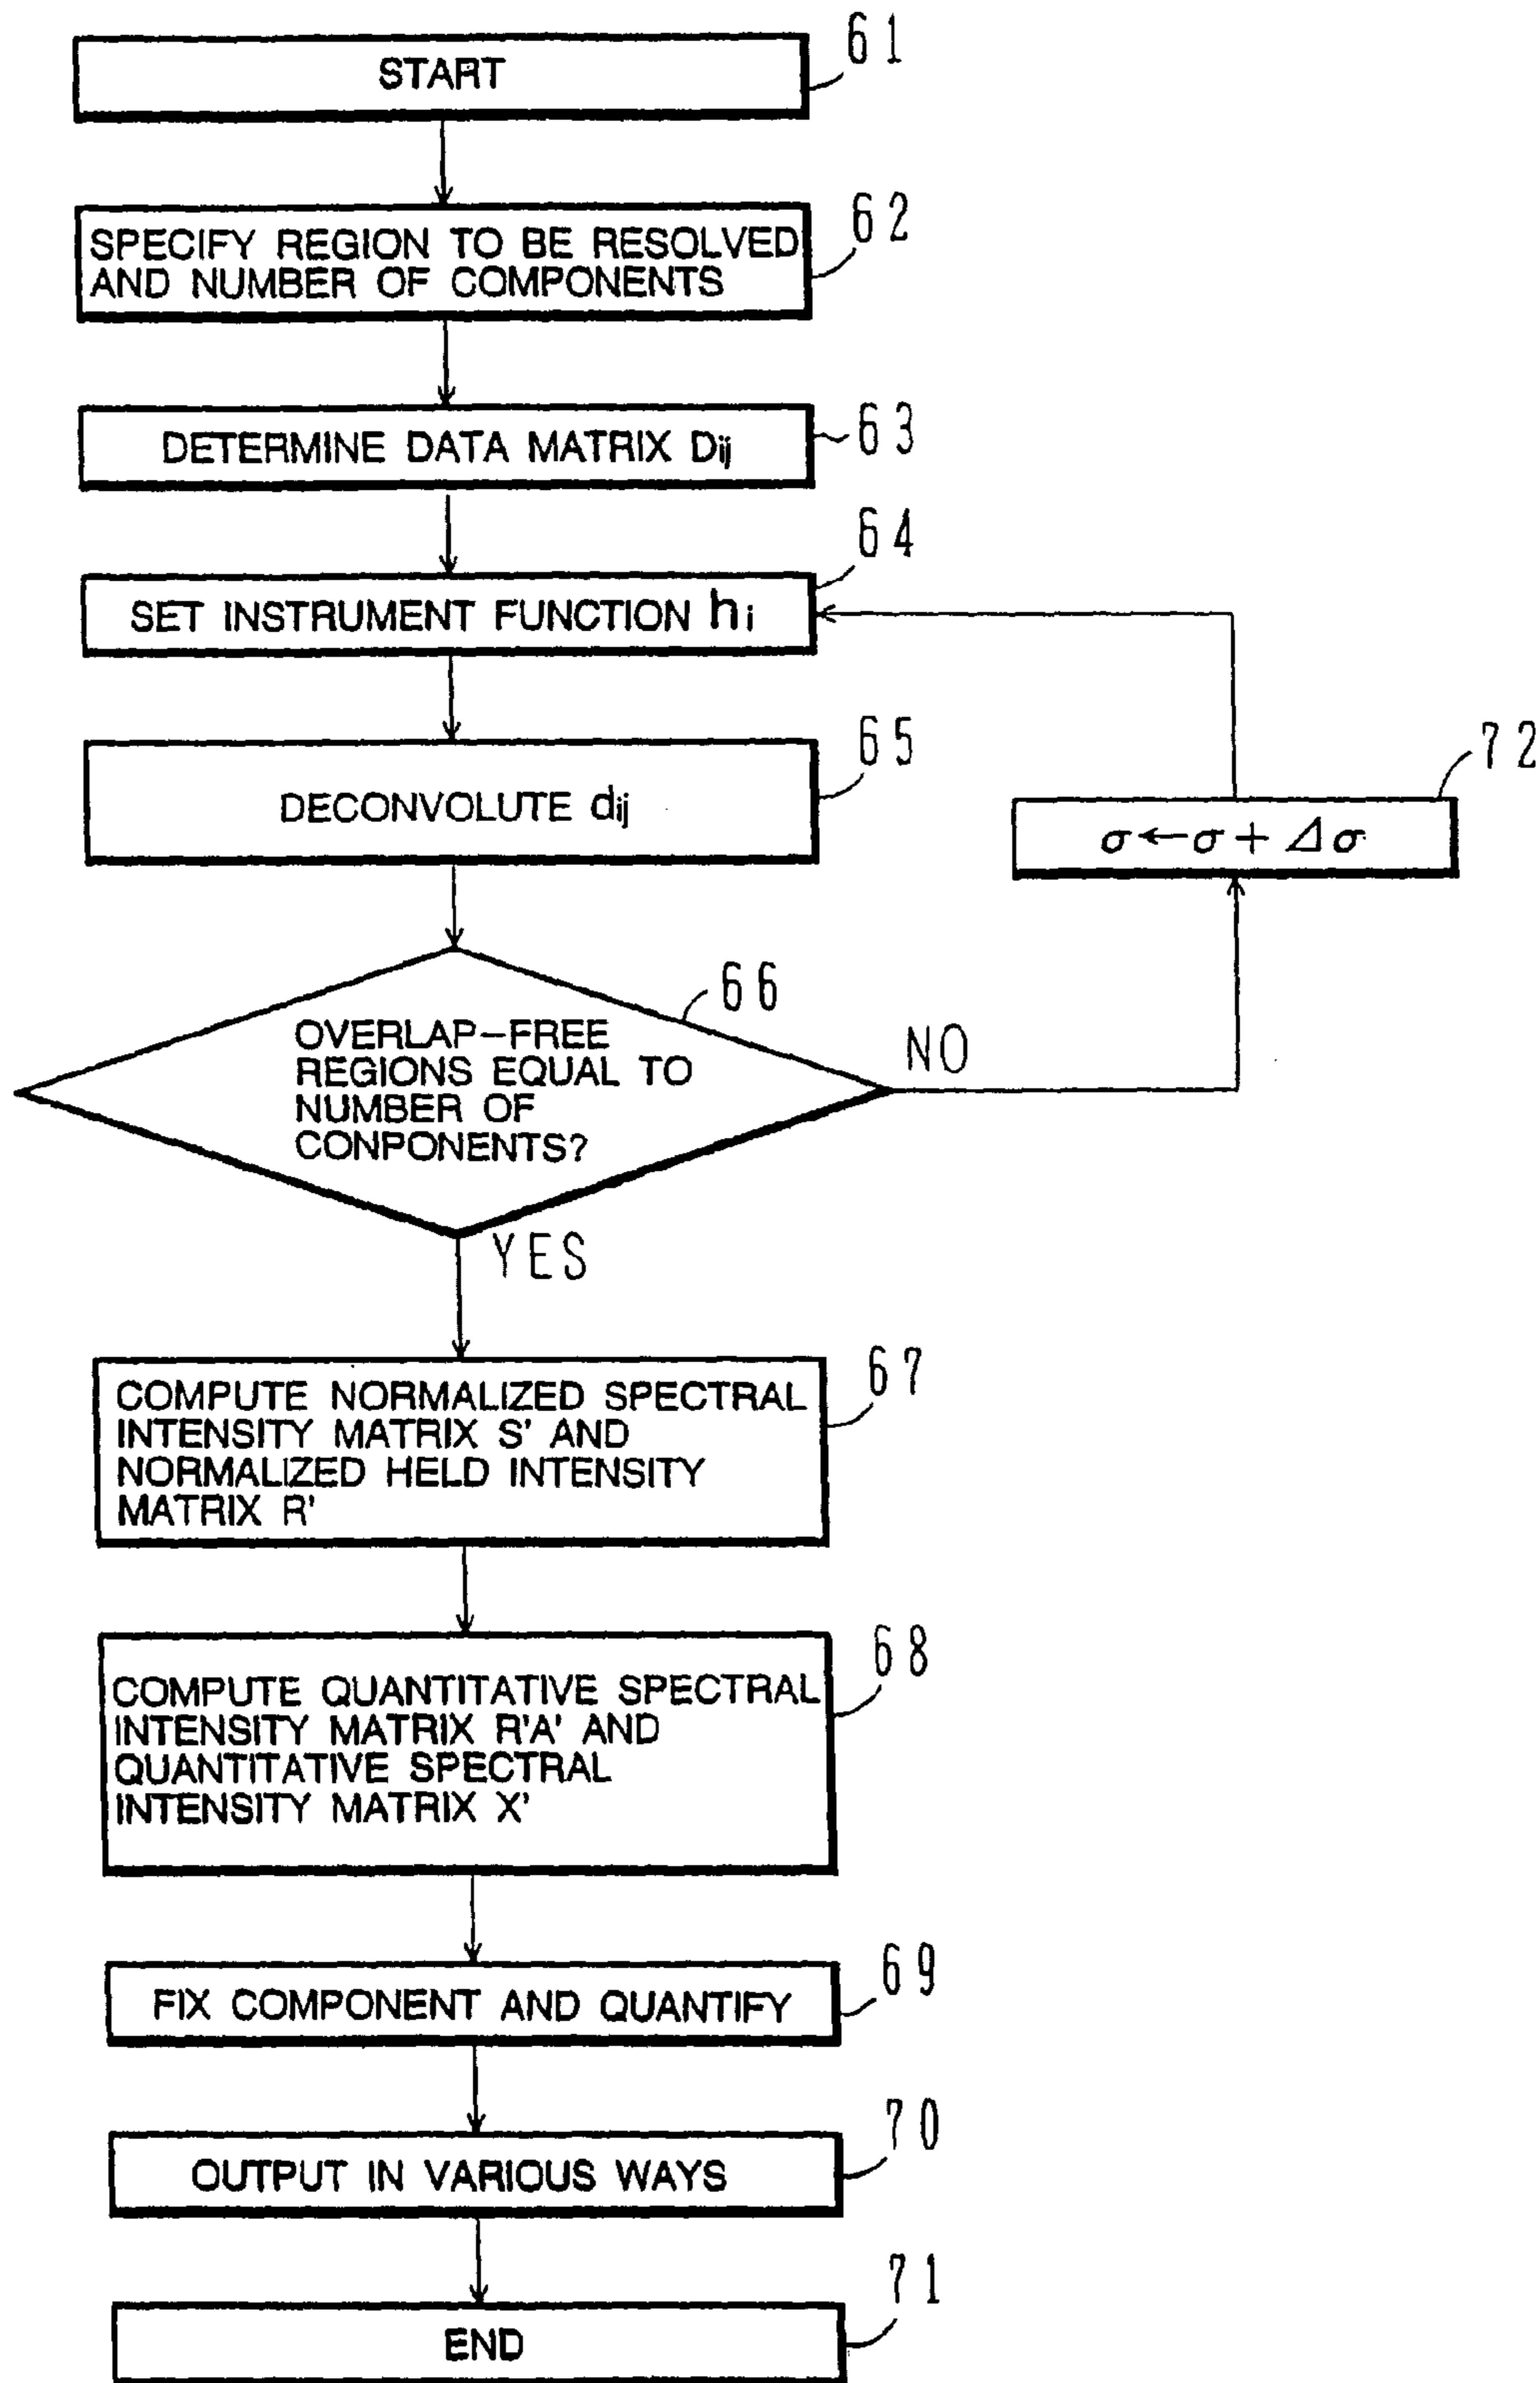 61
START
62
SPECIFY REGION TO BE RESOLVED
AND NUMBER OF COMPONENTS
63
DETERMINE DATA MATRIX Dij
64
SET INSTRUMENT FUNCTION hi
65
DECONVOLUTE dij
72
σ←σ+Δσ
66
OVERLAP-FREE
REGIONS EQUAL TO
NUMBER OF
CONPONENTS?
NO
YES
67
COMPUTE NORMALIZED SPECTRAL
INTENSITY MATRIX S' AND
NORMALIZED HELD INTENSITY
MATRIX R'
68
COMPUTE QUANTITATIVE SPECTRAL
INTENSITY MATRIX R'A' AND
QUANTITATIVE SPECTRAL
INTENSITY MATRIX X'
69
FIX COMPONENT AND QUANTIFY
70
OUTPUT IN VARIOUS WAYS
71
END